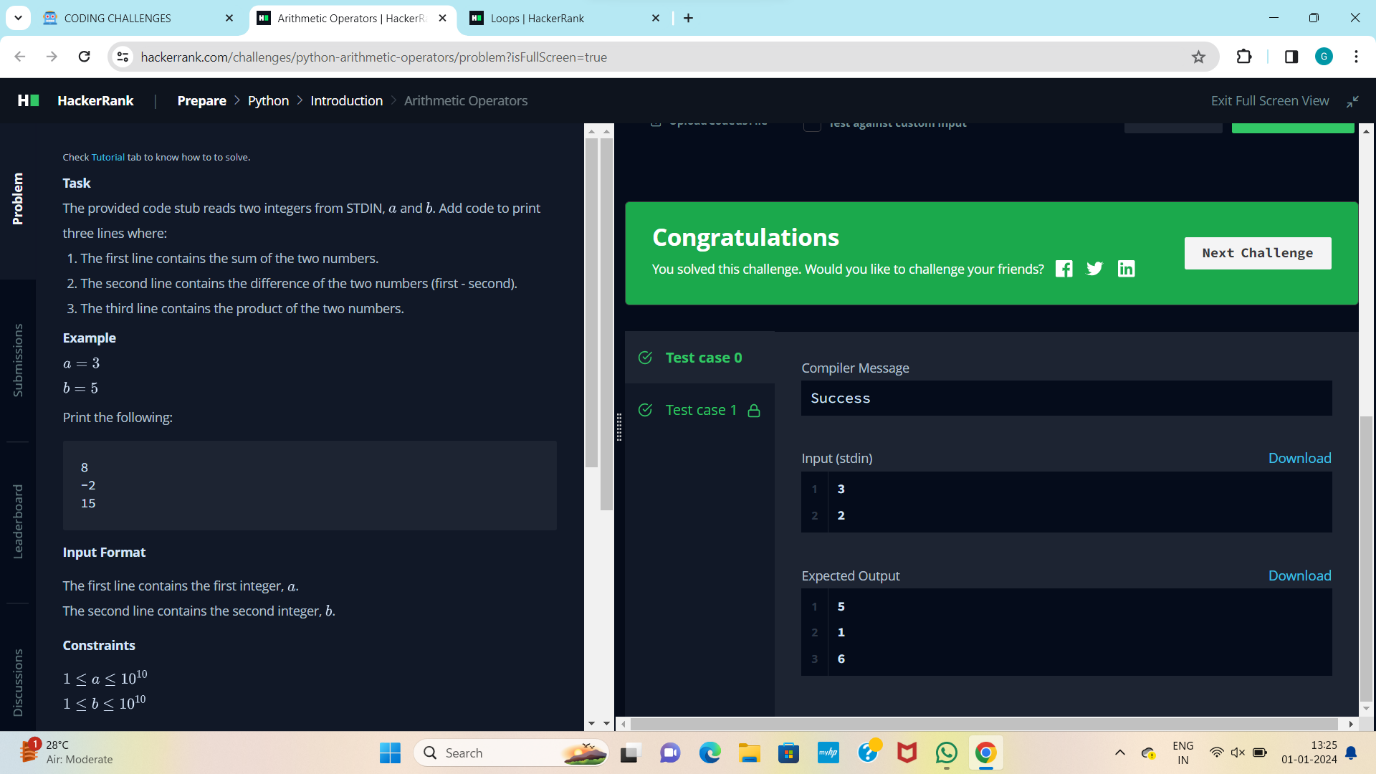 CODING CHALLENGES
Arithmetic Operators | HackerR
Loops | HackerRank
hackerrank.com/challenges/python-arithmetic-operators/problem?isFullScreen=true
G
HackerRank
Prepare > Python > Introduction > Arithmetic Operators
Exit Full Screen View
Problem
Submissions
Leaderboard
Discussions
Check Tutorial tab to know how to to solve.
Task
The provided code stub reads two integers from STDIN, a and b. Add code to print
three lines where:
1. The first line contains the sum of the two numbers.
2. The second line contains the difference of the two numbers (first - second).
3. The third line contains the product of the two numbers.
Example
a = 3
b = 5
Print the following:
8
-2
15
Input Format
The first line contains the first integer, a.
The second line contains the second integer, b.
Constraints
1 ≤ a ≤ 10^10
1 ≤ b ≤ 10^10
Test against custom input
Congratulations
You solved this challenge. Would you like to challenge your friends?
Next Challenge
Test case 0
Test case 1
Compiler Message
Success
Input (stdin)
Download
1 3
2 2
Expected Output
Download
1 5
2 1
3 6
1
28°C
Air: Moderate
Search
ENG
IN
13:25
01-01-2024